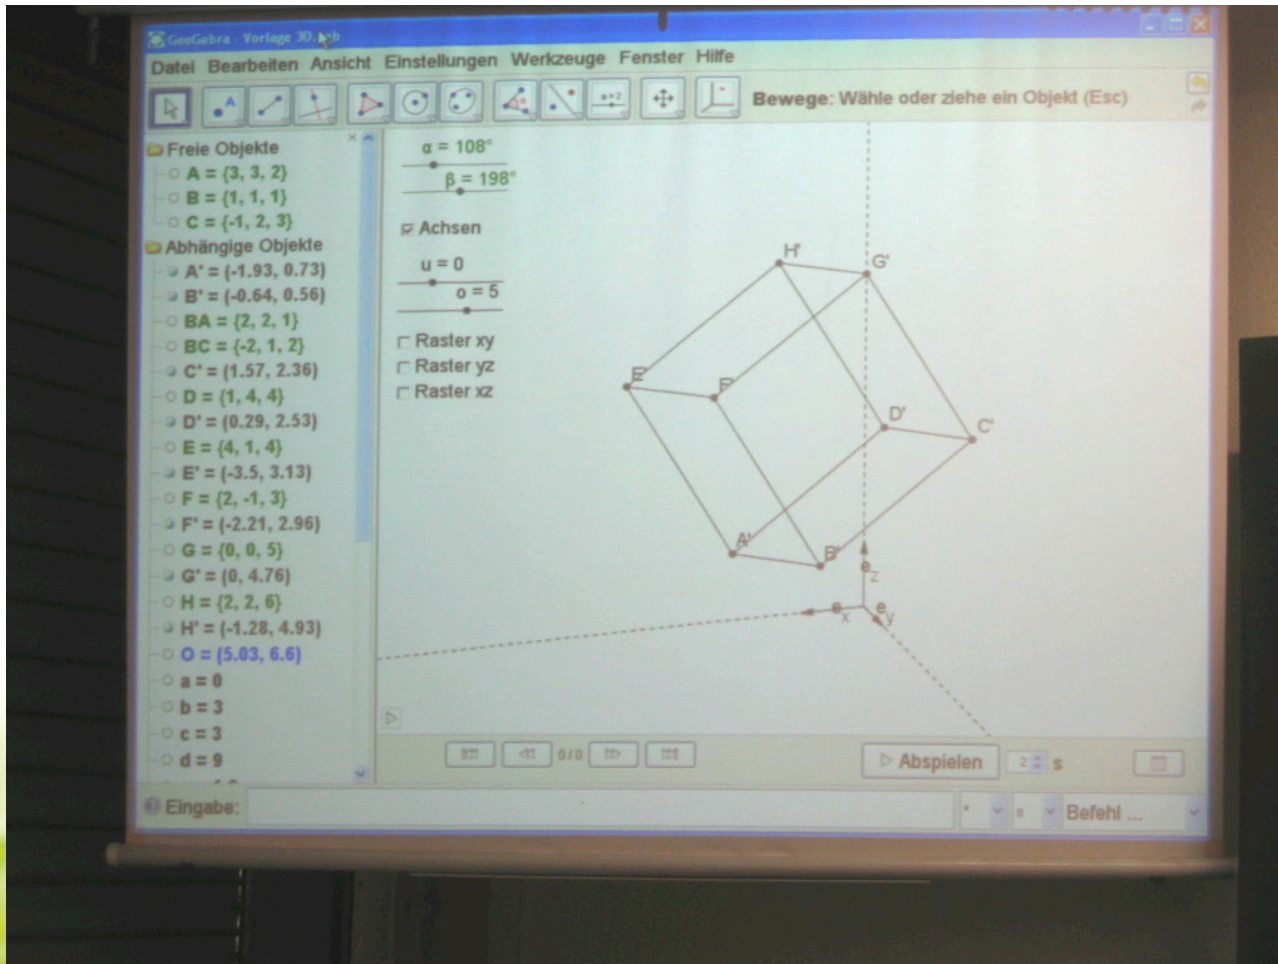 GeoGebra - Vorlage 3D.ggb
Datei Bearbeiten Ansicht Einstellungen Werkzeuge Fenster Hilfe
Bewege: Wähle oder ziehe ein Objekt (Esc)
Freie Objekte
A = {3, 3, 2}
B = {1, 1, 1}
C = {-1, 2, 3}
Abhängige Objekte
A' = (-1.93, 0.73)
B' = (-0.64, 0.56)
BA = {2, 2, 1}
BC = {-2, 1, 2}
C' = (1.57, 2.36)
D = {1, 4, 4}
D' = (0.29, 2.53)
E = {4, 1, 4}
E' = (-3.5, 3.13)
F = {2, -1, 3}
F' = (-2.21, 2.96)
G = {0, 0, 5}
G' = (0, 4.76)
H = {2, 2, 6}
H' = (-1.28, 4.93)
O = (5.03, 6.6)
a = 0
b = 3
c = 3
d = 9
α = 108°
β = 198°
Achsen
u = 0
o = 5
Raster xy
Raster yz
Raster xz
H'
G'
E'
F'
D'
C'
A'
B'
e_z
e_x
e_y
0 / 0
Abspielen
2 s
Eingabe:
Befehl ...